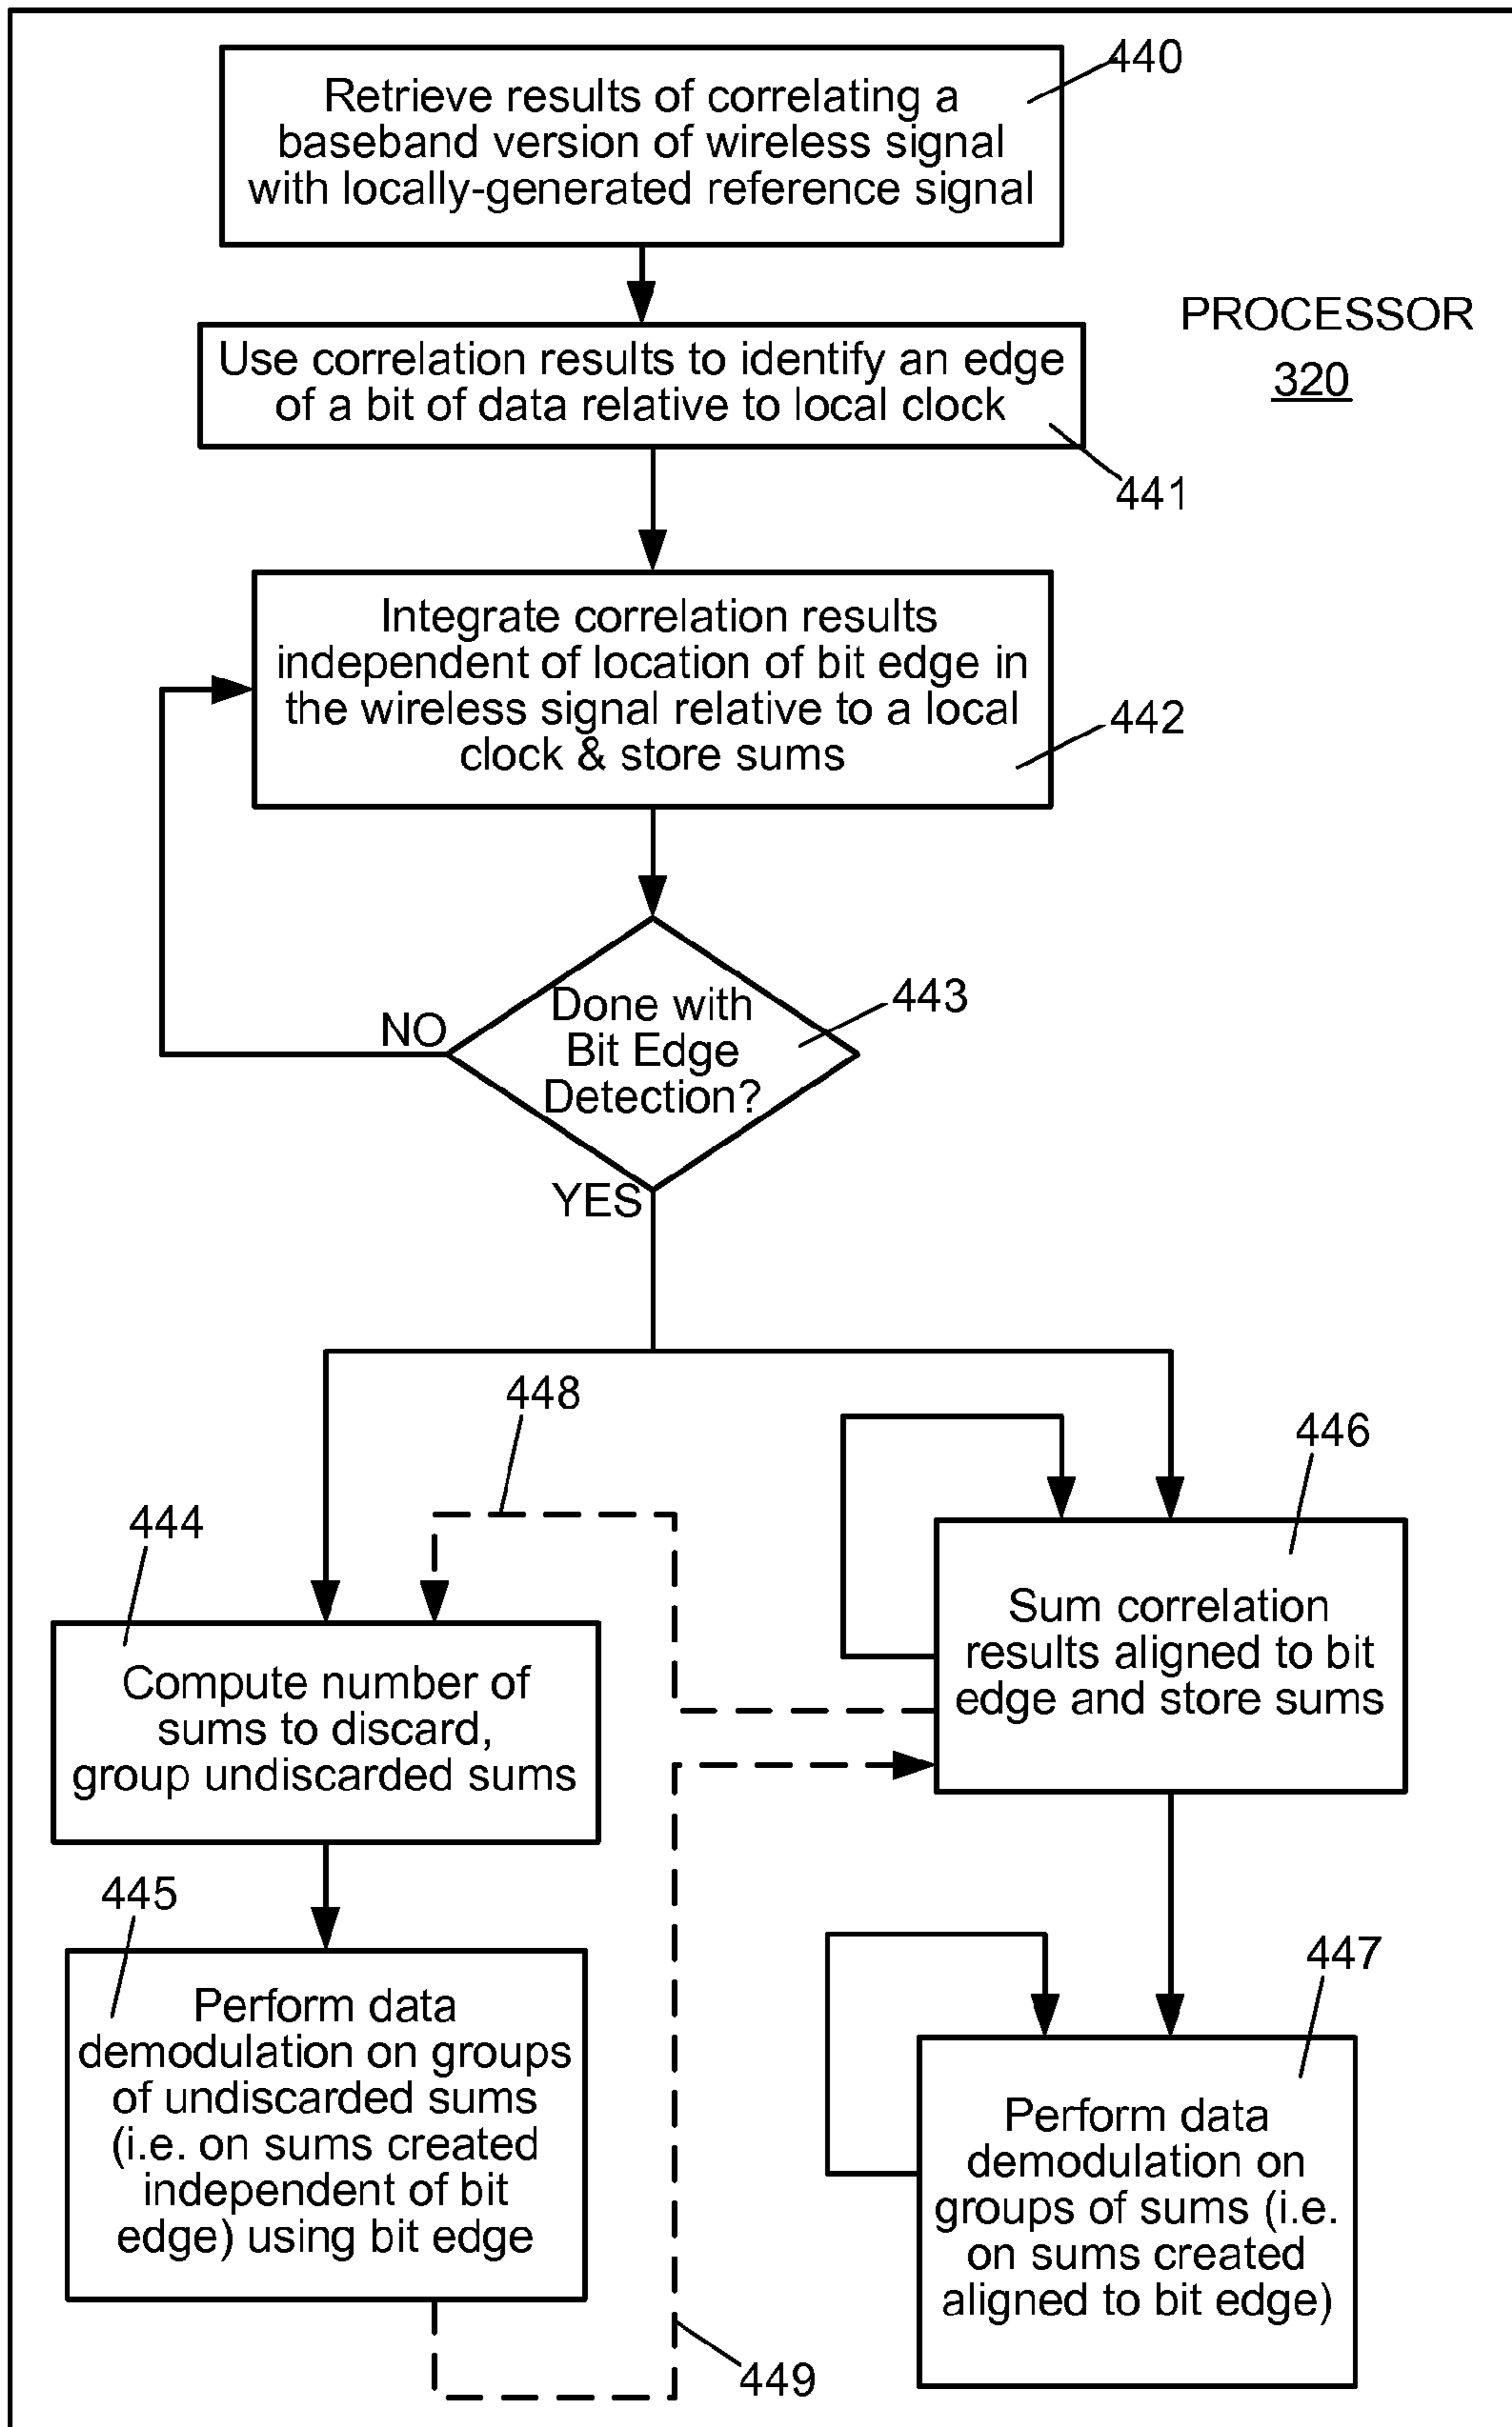 440
Retrieve results of correlating a
baseband version of wireless signal
with locally-generated reference signal
PROCESSOR
320
Use correlation results to identify an edge
of a bit of data relative to local clock
441
Integrate correlation results
independent of location of bit edge in
the wireless signal relative to a local
clock & store sums
442
443
Done with
Bit Edge
Detection?
NO
YES
448
446
444
Sum correlation
results aligned to bit
edge and store sums
Compute number of
sums to discard,
group undiscarded sums
445
447
Perform data
demodulation on groups
of undiscarded sums
(i.e. on sums created
independent of bit
edge) using bit edge
Perform data
demodulation on
groups of sums (i.e.
on sums created
aligned to bit edge)
449